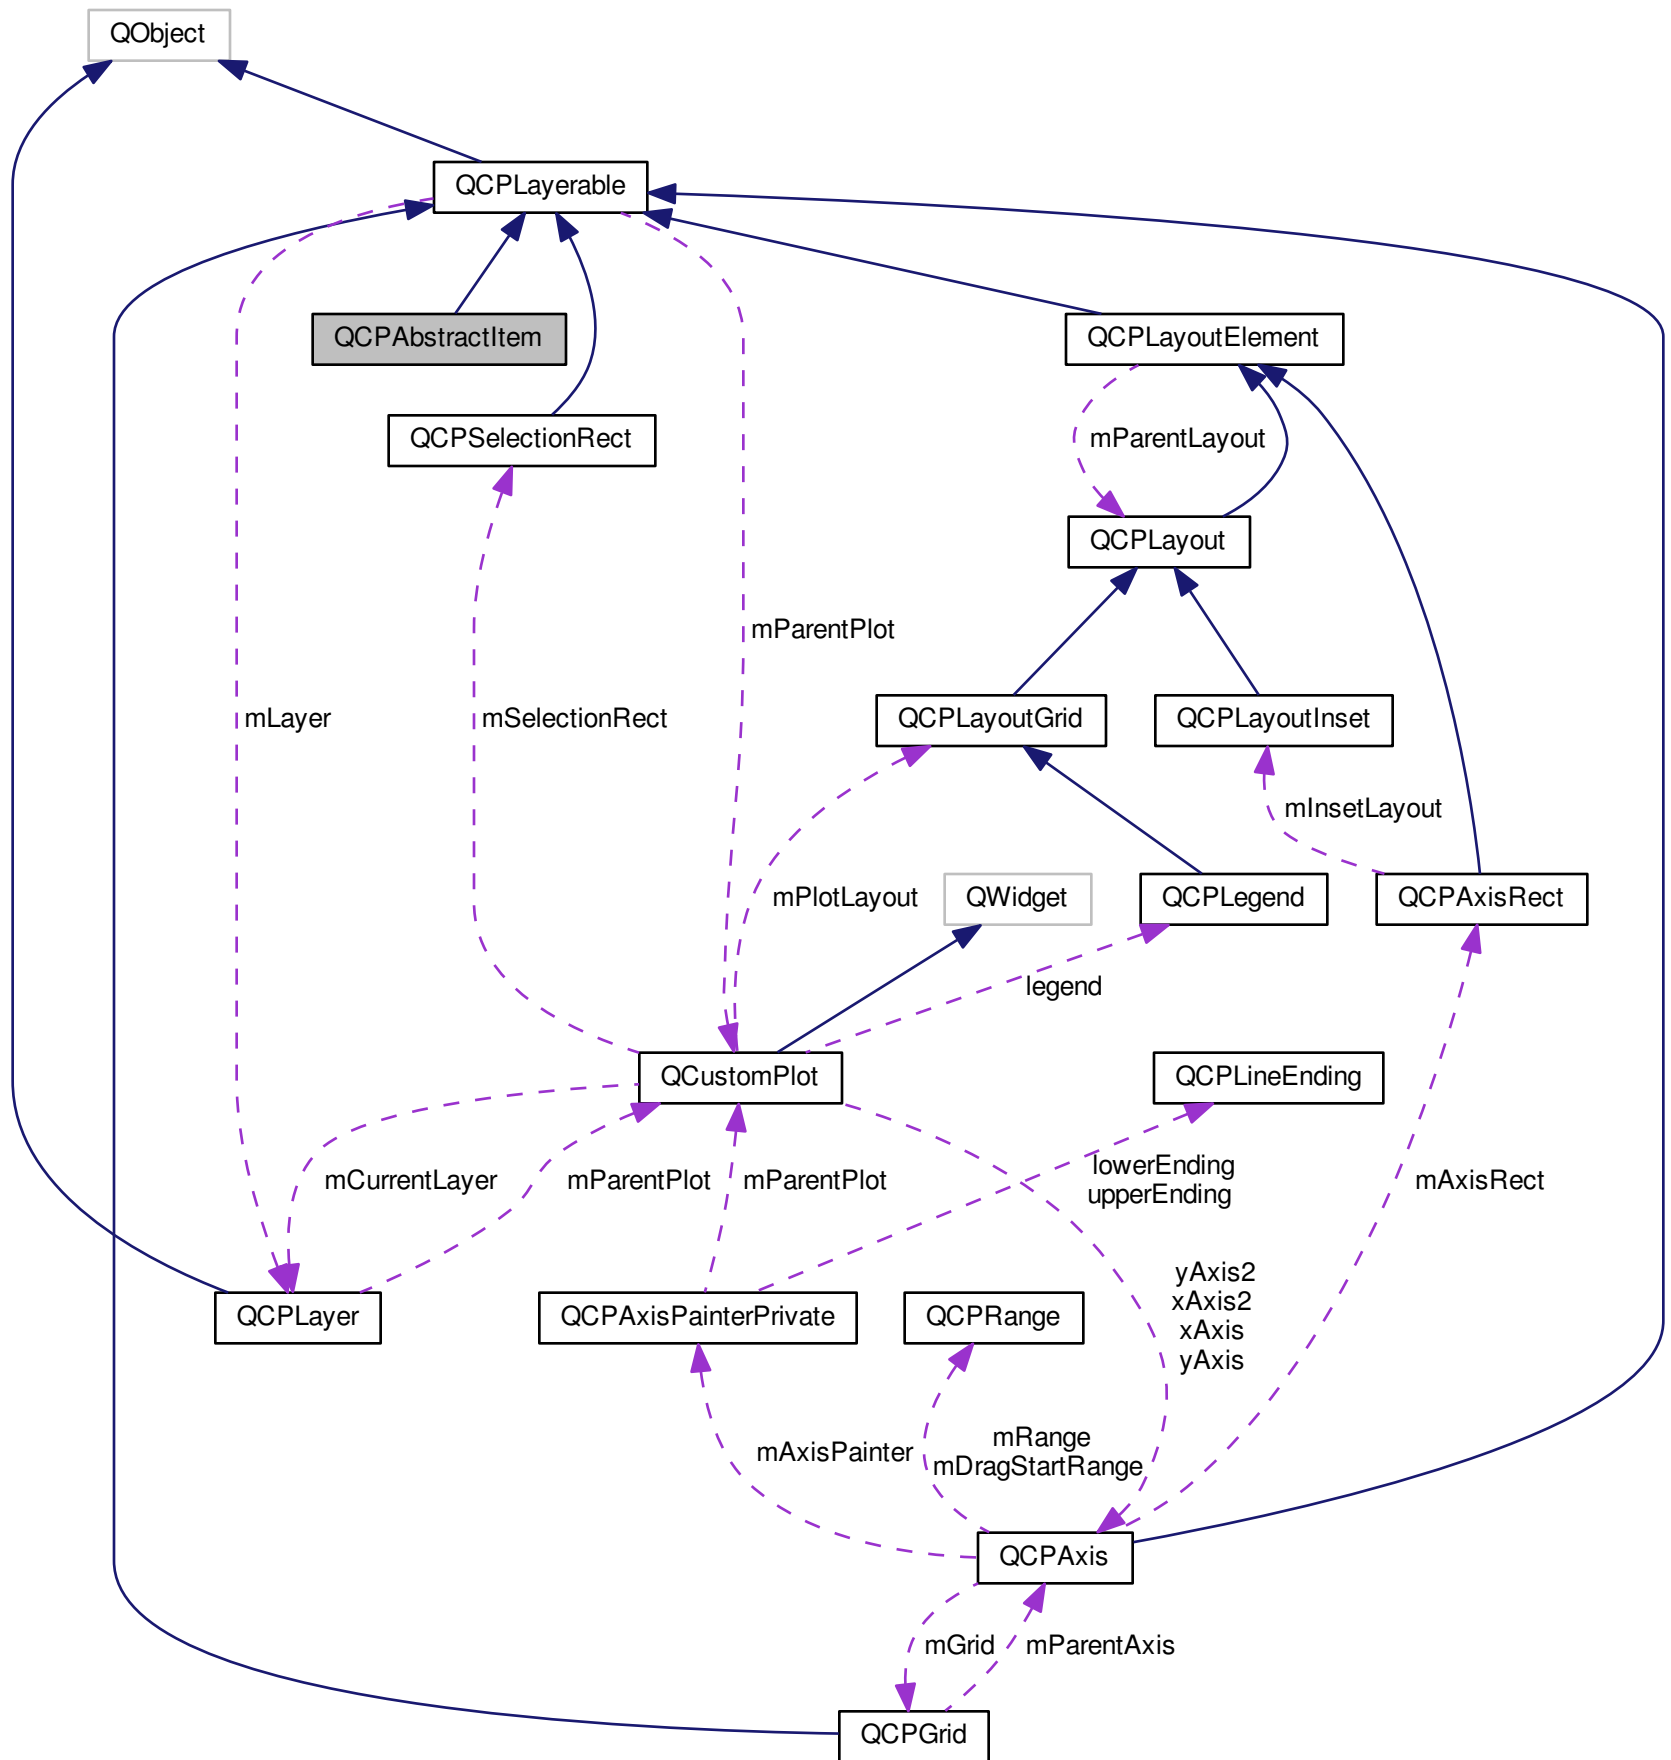 QObject
QCPLayerable
QCPAbstractItem
QCPLayoutElement
QCPSelectionRect
mParentLayout
QCPLayout
mParentPlot
mLayer
mSelectionRect
QCPLayoutGrid
QCPLayoutInset
mInsetLayout
mPlotLayout
QWidget
QCPLegend
QCPAxisRect
legend
QCustomPlot
QCPLineEnding
mCurrentLayer
mParentPlot
mParentPlot
lowerEnding
upperEnding
mAxisRect
yAxis2
xAxis2
xAxis
yAxis
QCPLayer
QCPAxisPainterPrivate
QCPRange
mAxisPainter
mRange
mDragStartRange
QCPAxis
mGrid
mParentAxis
QCPGrid